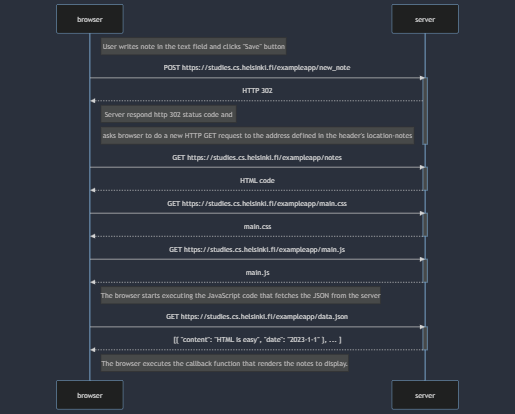 browser
server
User writes note in the text field and clicks "Save" button
POST https://studies.cs.helsinki.fi/exampleapp/new_note
HTTP 302
Server respond http 302 status code and
asks browser to do a new HTTP GET request to the address defined in the header's location-notes
GET https://studies.cs.helsinki.fi/exampleapp/notes
HTML code
GET https://studies.cs.helsinki.fi/exampleapp/main.css
main.css
GET https://studies.cs.helsinki.fi/exampleapp/main.js
main.js
The browser starts executing the JavaScript code that fetches the JSON from the server
GET https://studies.cs.helsinki.fi/exampleapp/data.json
[{ "content": "HTML is easy", "date": "2023-1-1" }, ... ]
The browser executes the callback function that renders the notes to display.
browser
server